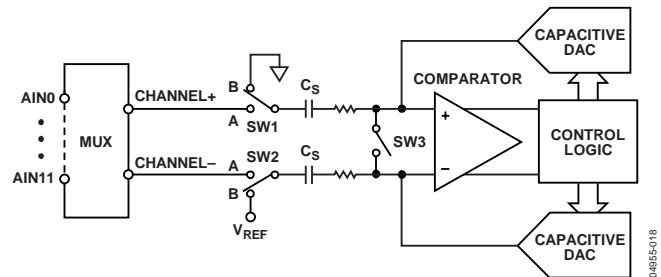 CAPACITIVE
DAC
B
CHANNEL+
A
SW1
CS
COMPARATOR
AIN0
MUX
AIN11
+
–
SW3
CONTROL
LOGIC
CHANNEL–
A
SW2
B
CS
VREF
CAPACITIVE
DAC
04955-018